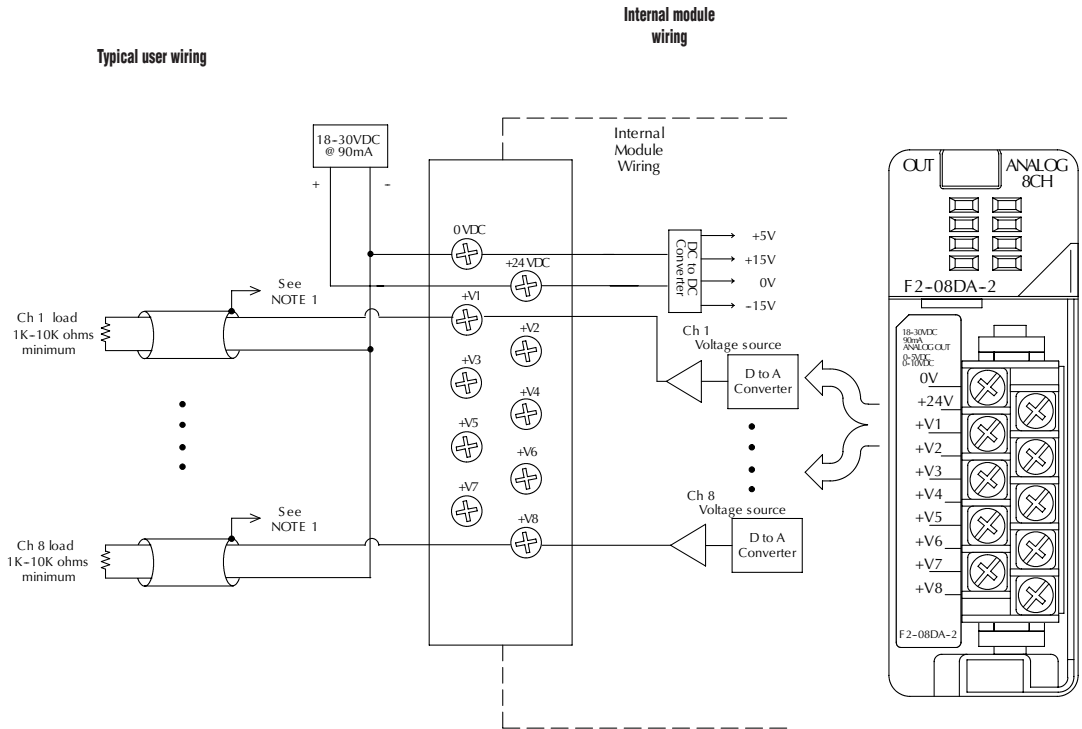 Internal module
wiring
Typical user wiring
18-30VDC
@ 90mA
+
-
Internal
Module
Wiring
0 VDC
+24 VDC
DC to DC
Converter
+5V
+15V
0V
-15V
See
NOTE 1
Ch 1 load
1K-10K ohms
minimum
+V1
+V2
+V3
+V4
+V5
+V6
+V7
+V8
Ch 1
Voltage source
D to A
Converter
Ch 8
Voltage source
D to A
Converter
See
NOTE 1
Ch 8 load
1K-10K ohms
minimum
OUT
ANALOG
8CH
F2-08DA-2
18-30VDC
90mA
ANALOG OUT
0-5VDC
0-10VDC
0V
+24V
+V1
+V2
+V3
+V4
+V5
+V6
+V7
+V8
F2-08DA-2